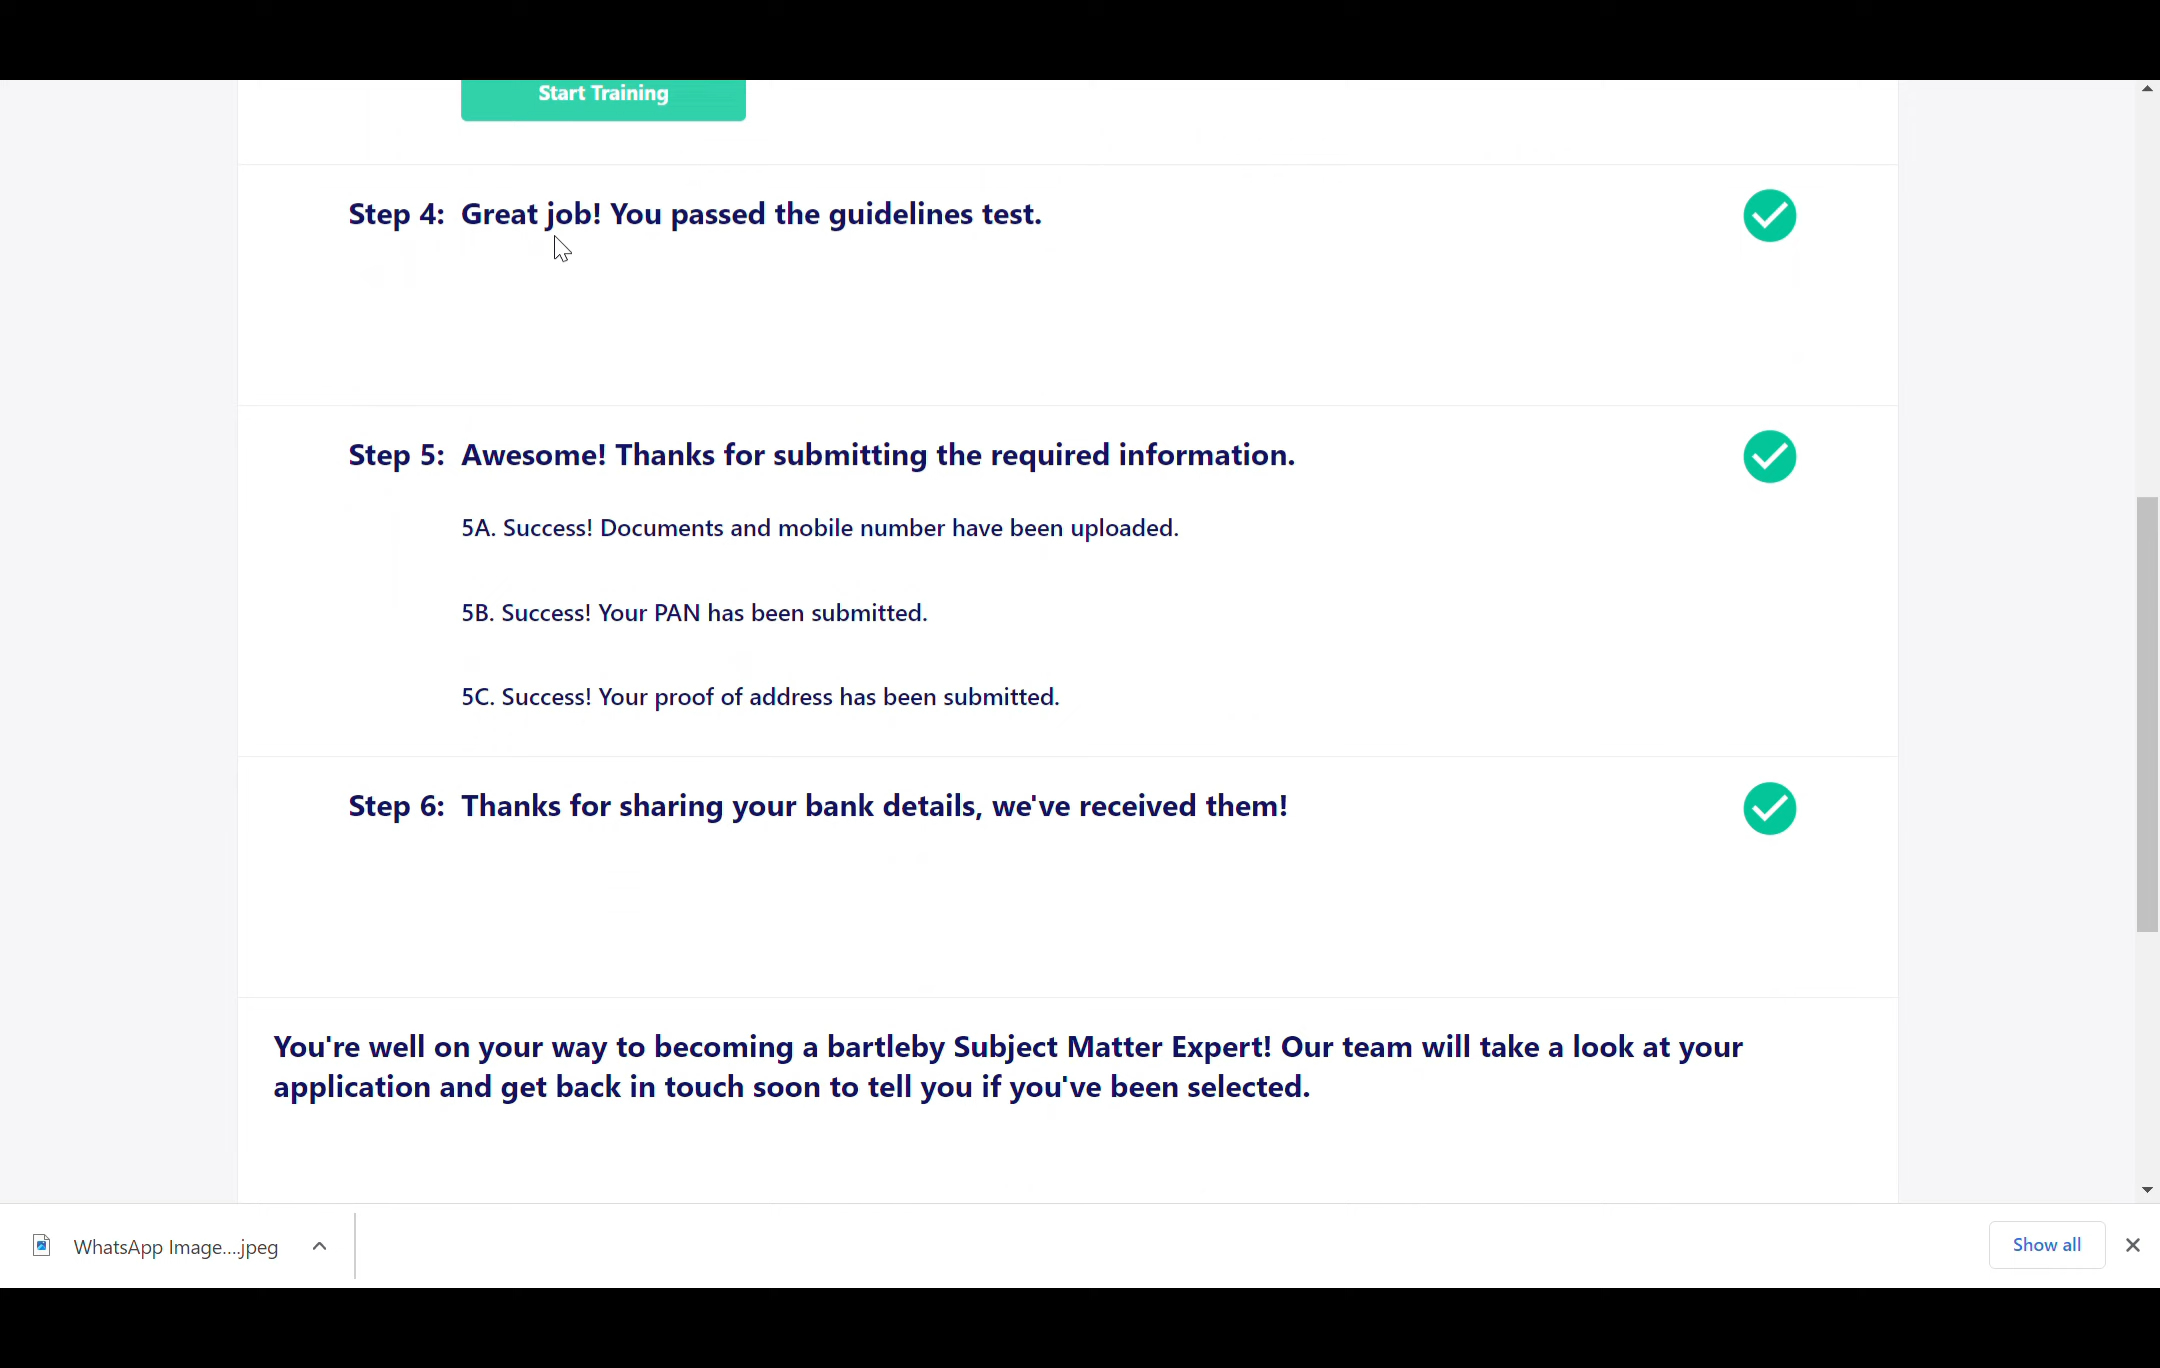 Start Training
Step 4: Great job! You passed the guidelines test.
Step 5: Awesome! Thanks for submitting the required information.
5A. Success! Documents and mobile number have been uploaded.
5B. Success! Your PAN has been submitted.
5C. Success! Your proof of address has been submitted.
Step 6: Thanks for sharing your bank details, we've received them!
You're well on your way to becoming a bartleby Subject Matter Expert! Our team will take a look at your
application and get back in touch soon to tell you if you've been selected.
WhatsApp Image....jpeg
Show all